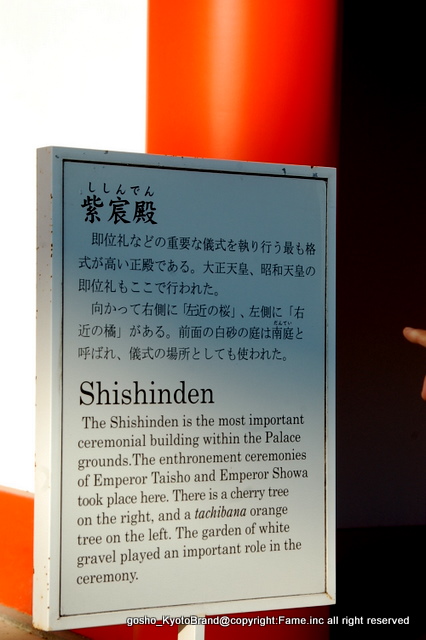 ししんでん
紫宸殿
即位礼などの重要な儀式を執り行う最も格
式が高い正殿である。大正天皇、昭和天皇の
即位礼もここで行われた。
向かって右側に「左近の桜」、左側に「右
近の橘」がある。前面の白砂の庭は南庭と
だんてい
呼ばれ、儀式の場所としても使われた。
Shishinden
The Shishinden is the most important
ceremonial building within the Palace
grounds.The enthronement ceremonies
of Emperor Taisho and Emperor Showa
took place here. There is a cherry tree
on the right, and a tachibana orange
tree on the left. The garden of white
gravel played an important role in the
ceremony.
gosho_KyotoBrand@copyright:Fame.inc all right reserved